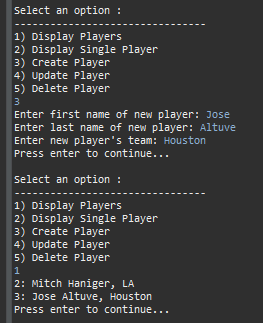 Select an option :
--------------------------------
1) Display Players
2) Display Single Player
3) Create Player
4) Update Player
5) Delete Player
3
Enter first name of new player: Jose
Enter last name of new player: Altuve
Enter new player's team: Houston
Press enter to continue...
Select an option :
--------------------------------
1) Display Players
2) Display Single Player
3) Create Player
4) Update Player
5) Delete Player
1
2: Mitch Haniger, LA
3: Jose Altuve, Houston
Press enter to continue...